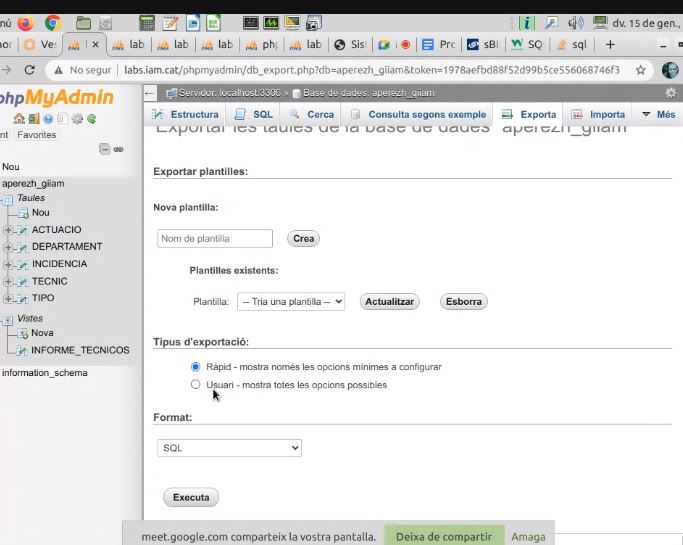 nú
dv. 15 de gen.,
Ve
lab
lab
lab
ph
lab
Sis
Prc
sBI
SQ
sql
No segur
labs.iam.cat/phpmyadmin/db_export.php?db=aperezh_giiam&token=1978aefbd88f52d99b5ce556068746f3
phpMyAdmin
nt Favorites
Nou
aperezh_giiam
Taules
Nou
ACTUACIO
DEPARTAMENT
INCIDENCIA
TECNIC
TIPO
Vistes
Nova
INFORME_TECNICOS
information_schema
Servidor: localhost:3306 » Base de dades: aperezh_giiam
Estructura SQL Cerca Consulta segons exemple Exporta Importa Més
Exportar les taules de la base de dades "aperezh_giiam"
Exportar plantilles:
Nova plantilla:
Nom de plantilla Crea
Plantilles existents:
Plantilla: -- Tria una plantilla -- Actualitzar Esborra
Tipus d'exportació:
Ràpid - mostra només les opcions mínimes a configurar
Usuari - mostra totes les opcions possibles
Format:
SQL
Executa
meet.google.com comparteix la vostra pantalla. Deixa de compartir Amaga